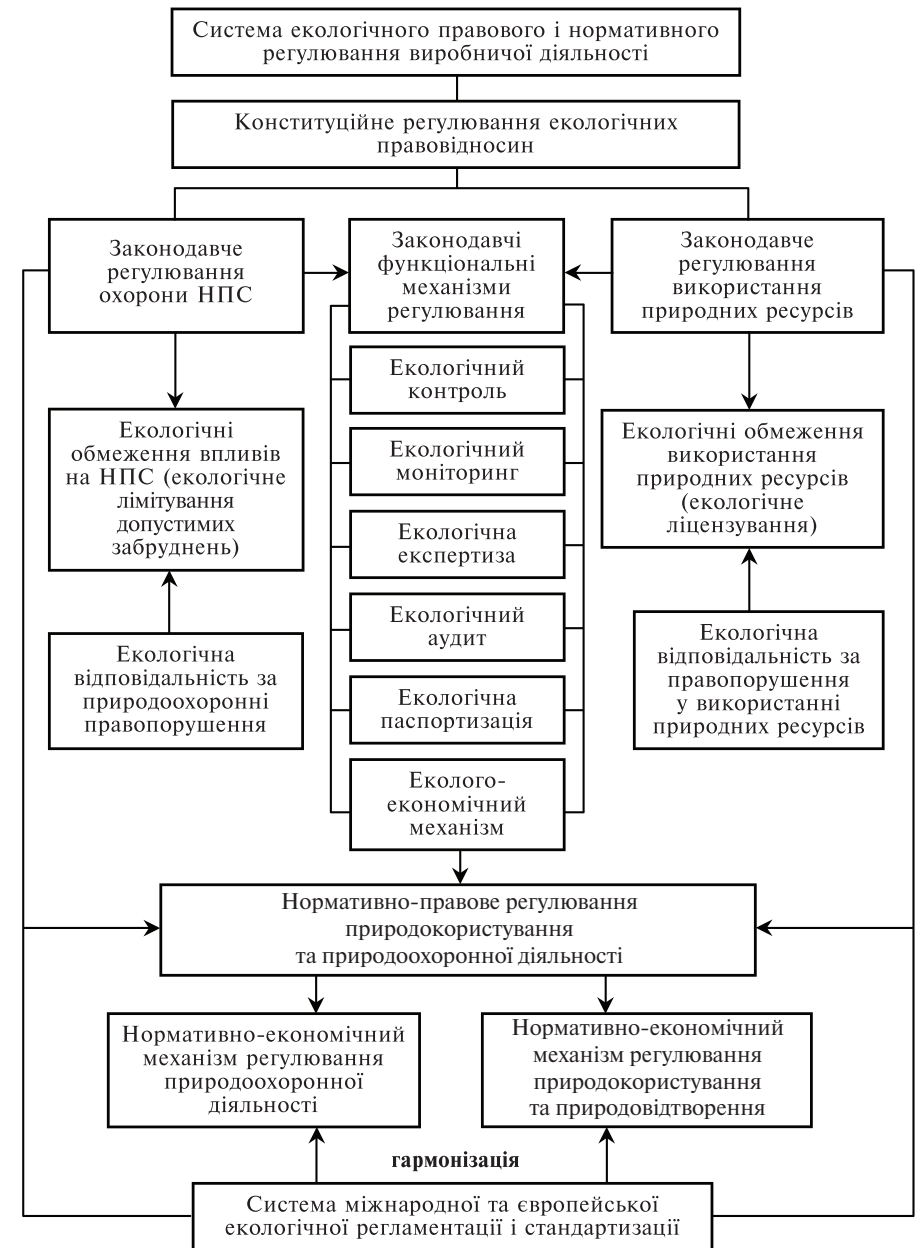 Система екологічного правового і нормативного
регулювання виробничої діяльності
Конституційне регулювання екологічних
правовідносин
Законодавче
регулювання
охорони НПС
Законодавчі
функціональні
механізми
регулювання
Законодавче
регулювання
використання
природних ресурсів
Екологічний
контроль
Екологічний
моніторинг
Екологічна
експертиза
Екологічний
аудит
Екологічна
паспортизація
Еколого-
економічний
механізм
Екологічні
обмеження впливів
на НПС (екологічне
лімітування
допустимих
забруднень)
Екологічні обмеження
використання
природних ресурсів
(екологічне
ліцензування)
Екологічна
відповідальність за
природоохоронні
правопорушення
Екологічна
відповідальність за
правопорушення
у використанні
природних ресурсів
Нормативно-правове регулювання
природокористування
та природоохоронної діяльності
Нормативно-економічний
механізм регулювання
природоохоронної
діяльності
Нормативно-економічний
механізм регулювання
природокористування
та природовідтворення
гармонізація
Система міжнародної та європейської
екологічної регламентації і стандартизації